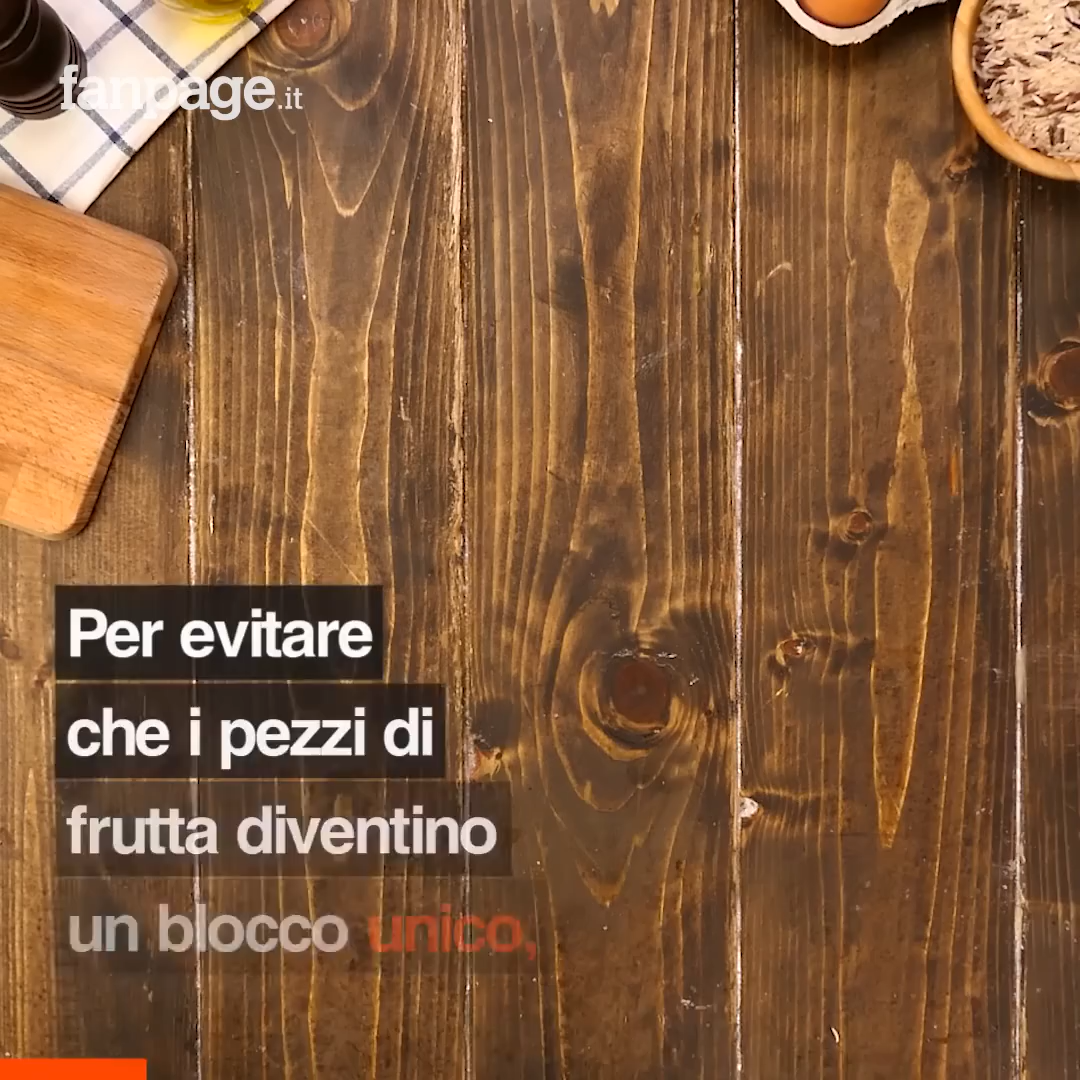 fanpage.it
Per evitare
che i pezzi di
frutta diventino
un blocco unico,